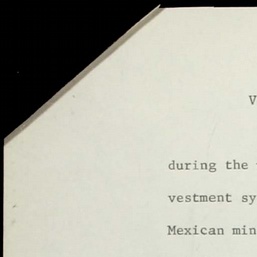 V
during the
vestment sy
Mexican min